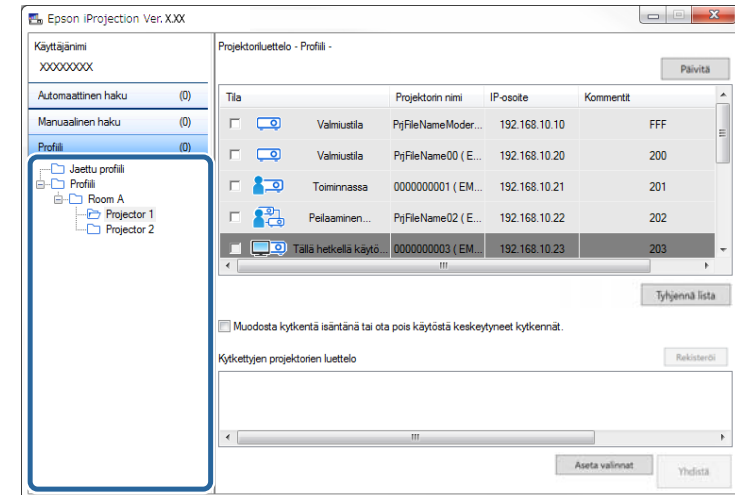 Epson iProjection Ver. X.XX
Käyttäjänimi
XXXXXXXX
Automaattinen haku (0)
Manuaalinen haku (0)
Profiili (0)
Jaettu profiili
Profiili
Room A
Projector 1
Projector 2
Projektoriluettelo - Profiili -
Päivitä
Tila Projektorin nimi IP-osoite Kommentit
Valmiustila PrjFileNameModer... 192.168.10.10 FFF
Valmiustila PrjFileName00 ( E... 192.168.10.20 200
Toiminnassa 0000000001 ( EM... 192.168.10.21 201
Peilaaminen... PrjFileName02 ( E... 192.168.10.22 202
Tällä hetkellä käytö... 0000000003 ( EM... 192.168.10.23 203
Tyhjennä lista
Muodosta kytkentä isäntänä tai ota pois käytöstä keskeytyneet kytkennät.
Kytkettyjen projektorien luettelo
Rekisteröi
Aseta valinnat
Yhdistä